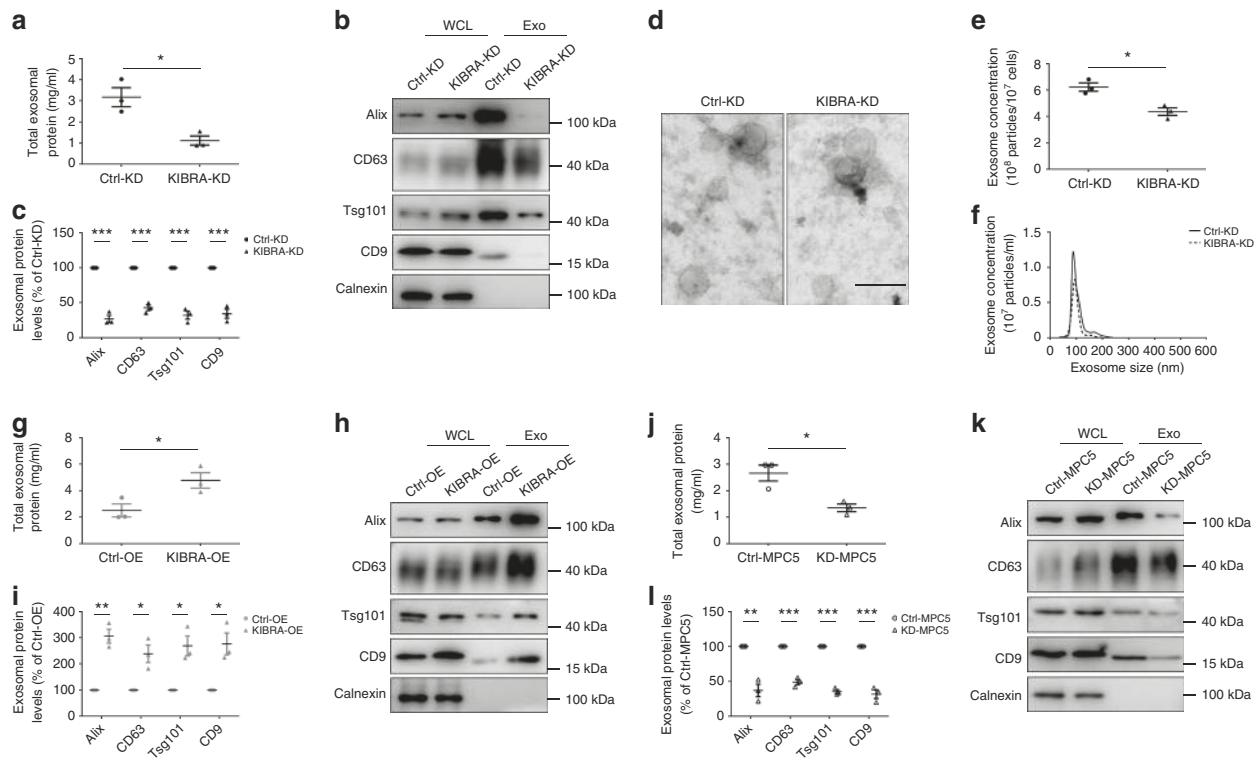 a
Total exosomal
protein (mg/ml)
5
4
3
2
1
0
*
Ctrl-KD
KIBRA-KD
b
WCL
Exo
Ctrl-KD
KIBRA-KD
Ctrl-KD
KIBRA-KD
Alix
100 kDa
CD63
40 kDa
Tsg101
40 kDa
CD9
15 kDa
Calnexin
100 kDa
c
Exosomal protein
levels (% of Ctrl-KD)
150
100
50
0
***
***
***
***
Ctrl-KD
KIBRA-KD
Alix
CD63
Tsg101
CD9
d
Ctrl-KD
KIBRA-KD
e
Exosome concentration
(10⁸ particles/10⁷ cells)
8
6
4
2
0
*
Ctrl-KD
KIBRA-KD
f
Exosome concentration
(10⁷ particles/ml)
1.5
1.0
0.5
0
Ctrl-KD
KIBRA-KD
0 100 200 300 400 500 600
Exosome size (nm)
g
Total exosomal
protein (mg/ml)
8
6
4
2
0
*
Ctrl-OE
KIBRA-OE
h
WCL
Exo
Ctrl-OE
KIBRA-OE
Ctrl-OE
KIBRA-OE
Alix
100 kDa
CD63
40 kDa
Tsg101
40 kDa
CD9
15 kDa
Calnexin
100 kDa
i
Exosomal protein
levels (% of Ctrl-OE)
400
300
200
100
0
**
*
*
*
Ctrl-OE
KIBRA-OE
Alix
CD63
Tsg101
CD9
j
Total exosomal protein
(mg/ml)
4
3
2
1
0
*
Ctrl-MPC5
KD-MPC5
k
WCL
Exo
Ctrl-MPC5
KD-MPC5
Ctrl-MPC5
KD-MPC5
Alix
100 kDa
CD63
40 kDa
Tsg101
40 kDa
CD9
15 kDa
Calnexin
100 kDa
l
Exosomal protein levels
(% of Ctrl-MPC5)
150
100
50
0
**
***
***
***
Ctrl-MPC5
KD-MPC5
Alix
CD63
Tsg101
CD9